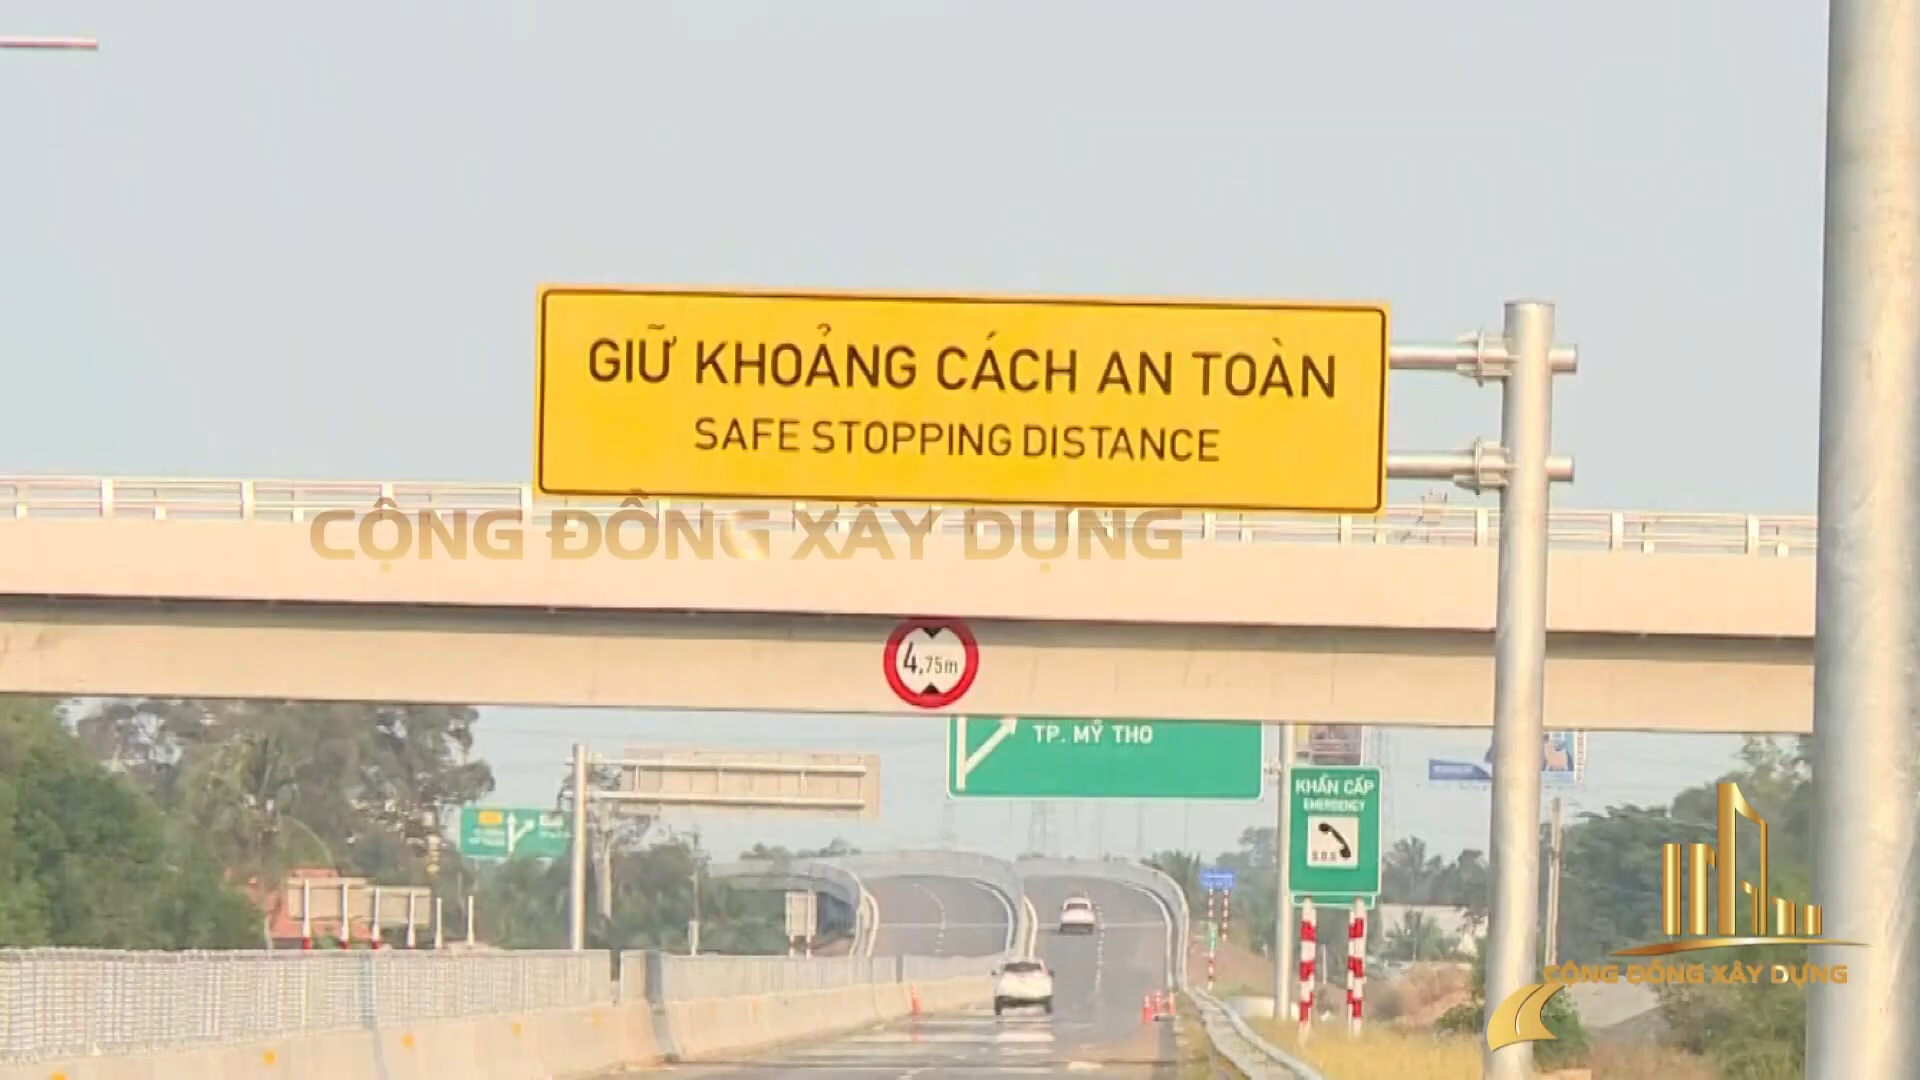 GIỮ KHOẢNG CÁCH AN TOÀN
SAFE STOPPING DISTANCE
CỘNG ĐỒNG XÂY DỰNG
4,75m
TP. MỸ THO
KHẨN CẤP
EMERGENCY
S.O.S
CỘNG ĐỒNG XÂY DỰNG